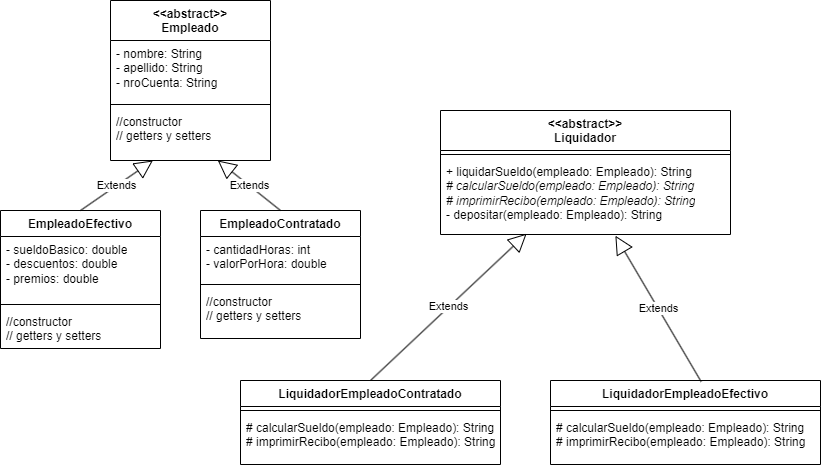 <<abstract>>
Empleado
- nombre: String
- apellido: String
- nroCuenta: String
//constructor
// getters y setters
Extends
Extends
EmpleadoEfectivo
- sueldoBasico: double
- descuentos: double
- premios: double
//constructor
// getters y setters
EmpleadoContratado
- cantidadHoras: int
- valorPorHora: double
//constructor
// getters y setters
<<abstract>>
Liquidador
+ liquidarSueldo(empleado: Empleado): String
# calcularSueldo(empleado: Empleado): String
# imprimirRecibo(empleado: Empleado): String
- depositar(empleado: Empleado): String
Extends
Extends
LiquidadorEmpleadoContratado
# calcularSueldo(empleado: Empleado): String
# imprimirRecibo(empleado: Empleado): String
LiquidadorEmpleadoEfectivo
# calcularSueldo(empleado: Empleado): String
# imprimirRecibo(empleado: Empleado): String